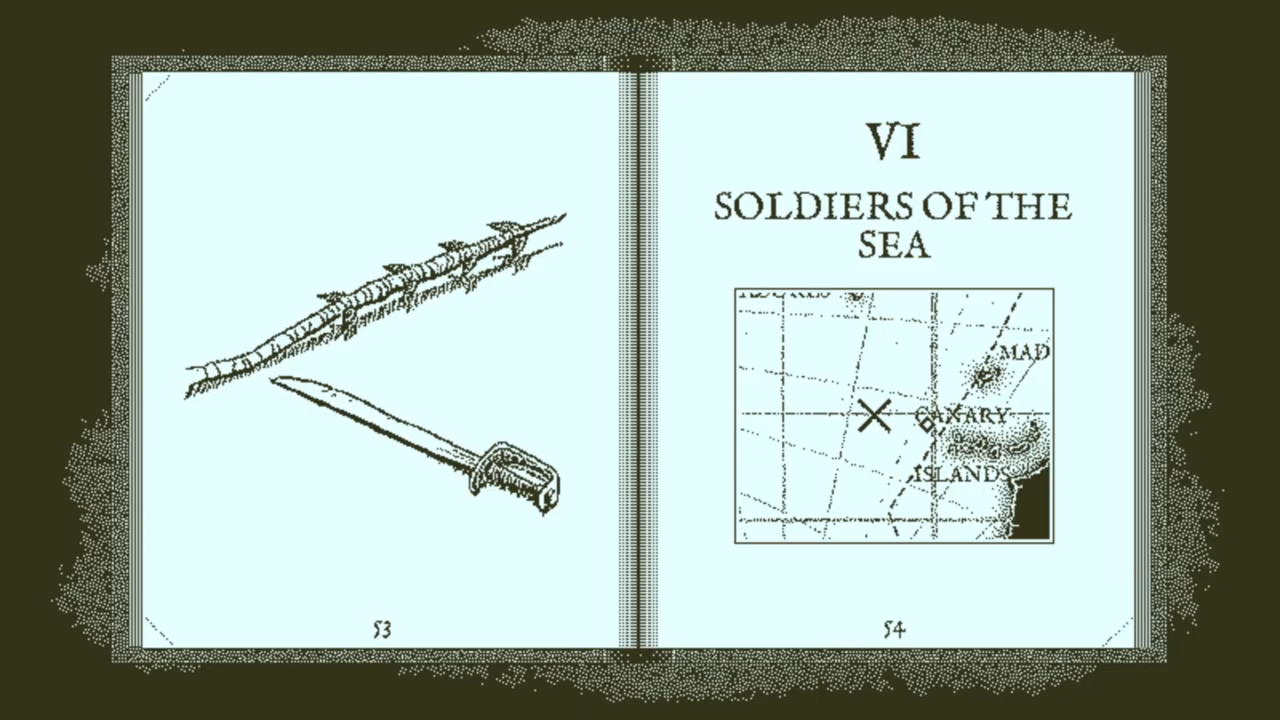 VI
SOLDIERS OF THE
SEA
MAD
CANARY
ISLANDS
53
54